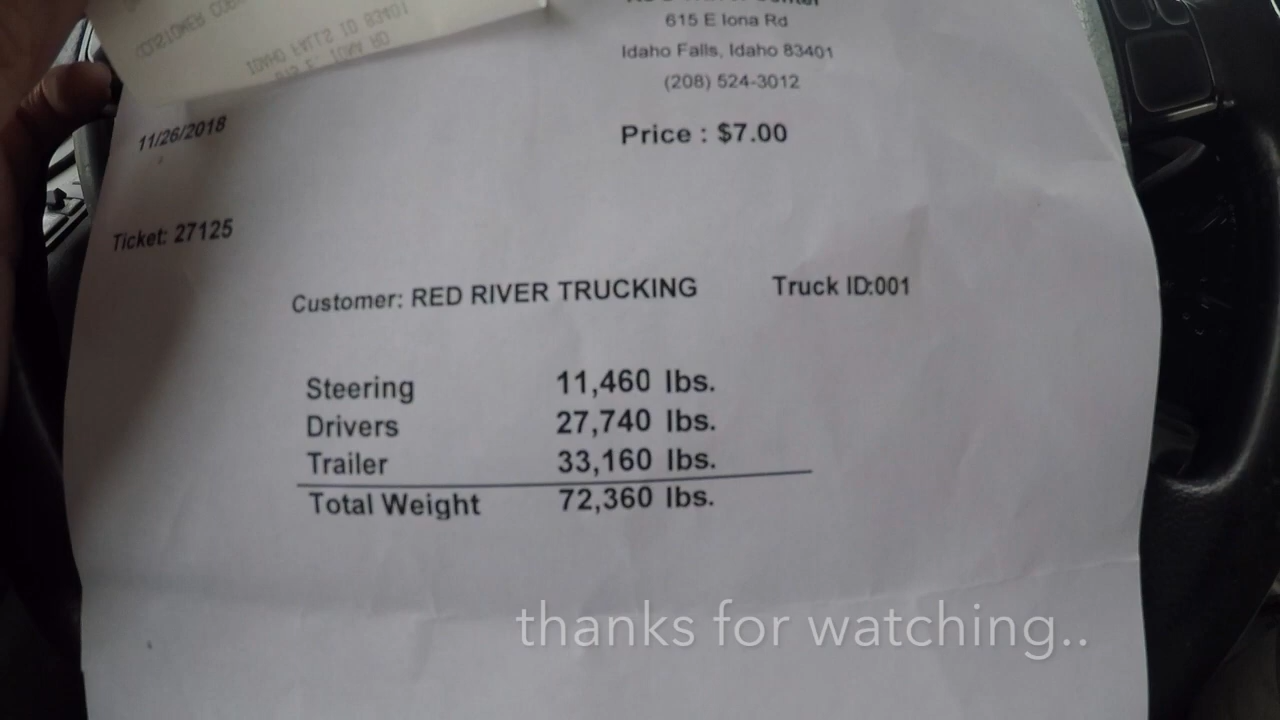 615 E Iona Rd
Idaho Falls, Idaho 83401
(208) 524-3012
11/26/2018
Price : $7.00
Ticket: 27125
Customer: RED RIVER TRUCKING Truck ID:001
Steering 11,460 lbs.
Drivers 27,740 lbs.
Trailer 33,160 lbs.
Total Weight 72,360 lbs.
thanks for watching..